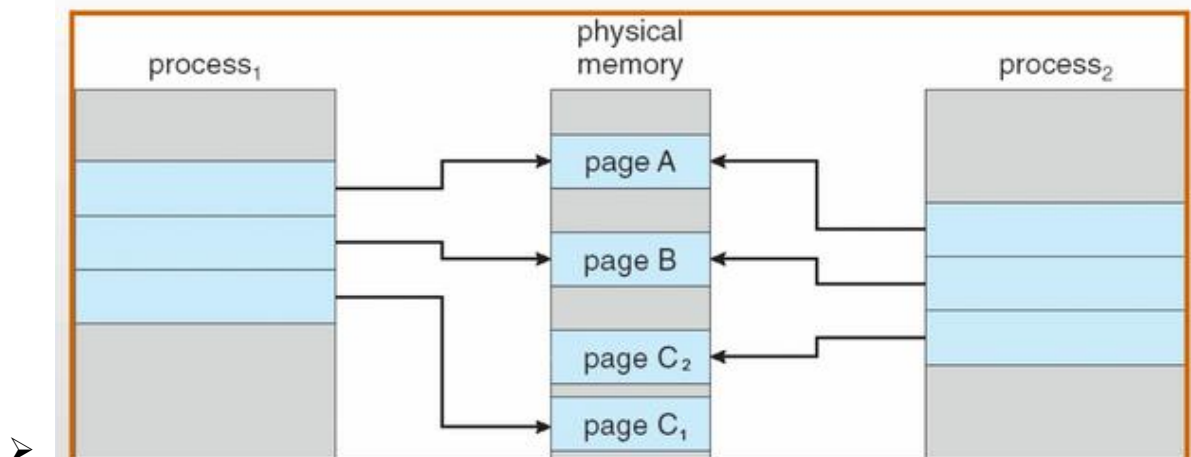 process₁
physical
memory
process₂
page A
page B
page C₂
page C₁